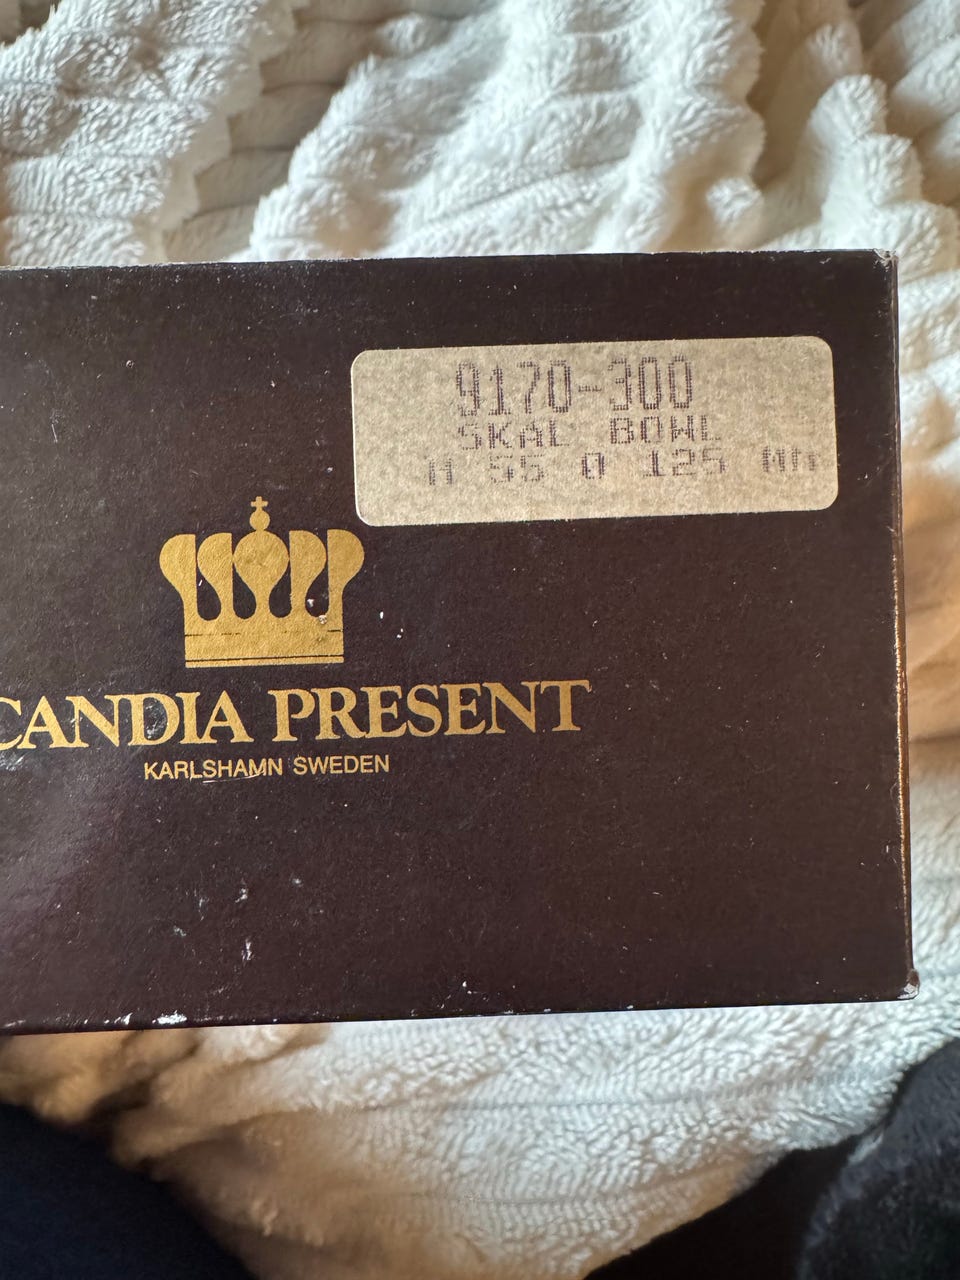 9170-300
SKAL BOWL
H 55 Ø 125 MM
CANDIA PRESENT
KARLSHAMN SWEDEN